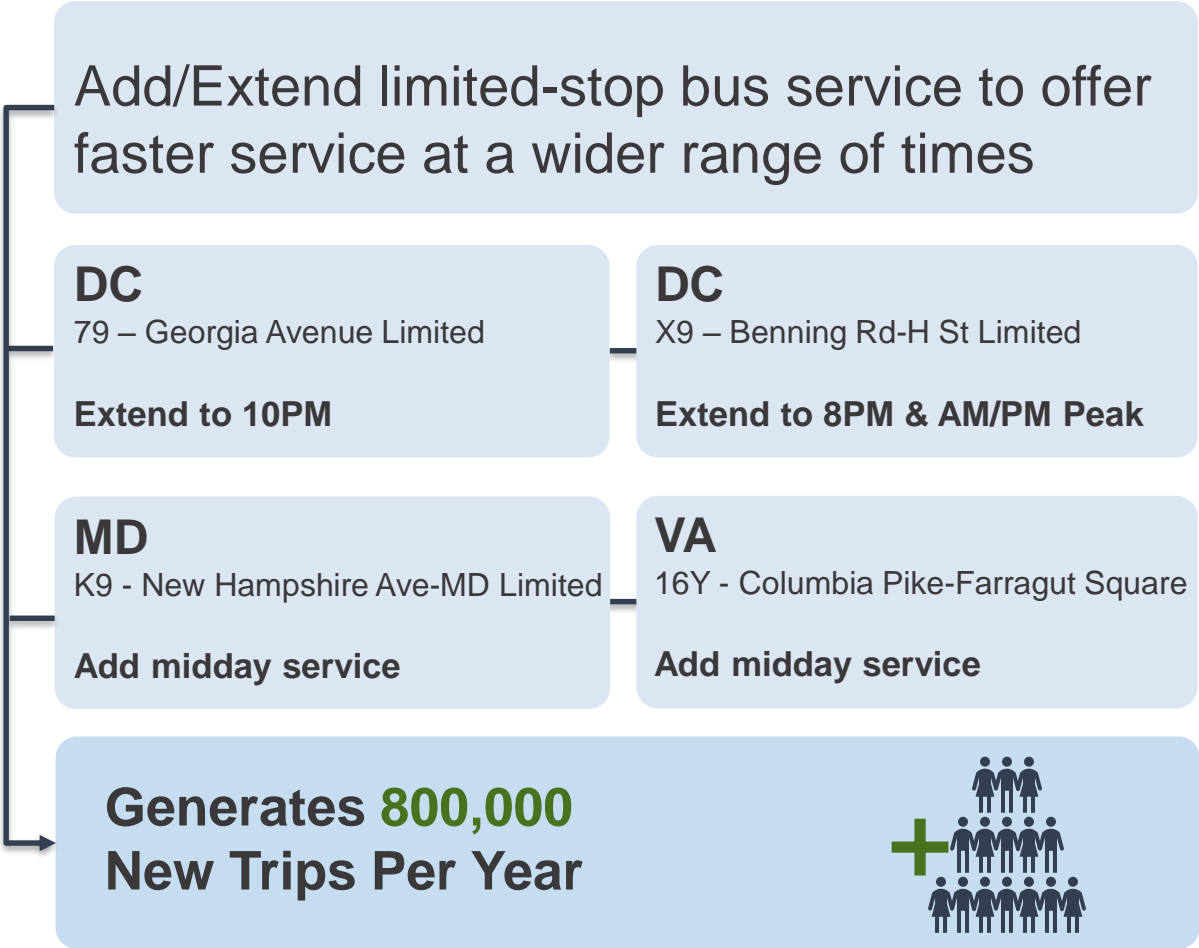 Add/Extend limited-stop bus service to offer
faster service at a wider range of times
DC
79 – Georgia Avenue Limited
Extend to 10PM
DC
X9 – Benning Rd-H St Limited
Extend to 8PM & AM/PM Peak
MD
K9 - New Hampshire Ave-MD Limited
Add midday service
VA
16Y - Columbia Pike-Farragut Square
Add midday service
Generates 800,000
New Trips Per Year